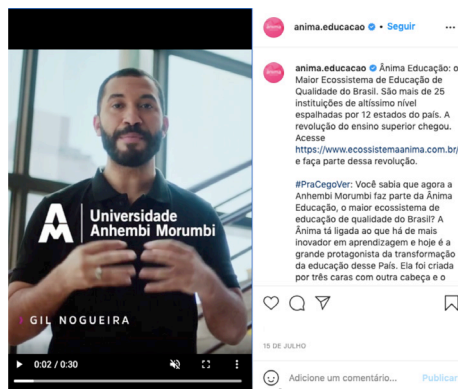 anima.educacao • Seguir
anima.educacao Ânima Educação: o
Maior Ecossistema de Educação de
Qualidade do Brasil. São mais de 25
instituições de altíssimo nível
espalhadas por 12 estados do país. A
revolução do ensino superior chegou.
Acesse
https://www.ecossistemaanima.com.br/
e faça parte dessa revolução.
#PraCegoVer: Você sabia que agora a
Anhembi Morumbi faz parte da Ânima
Educação, o maior ecossistema de
educação de qualidade do Brasil? A
Ânima tá ligada ao que há de mais
inovador em aprendizagem e hoje é a
grande protagonista da transformação
da educação desse País. Ela foi criada
por três caras com outra cabeça e o
Universidade
Anhembi Morumbi
GIL NOGUEIRA
0:02 / 0:30
15 DE JULHO
Adicione um comentário... Publicar